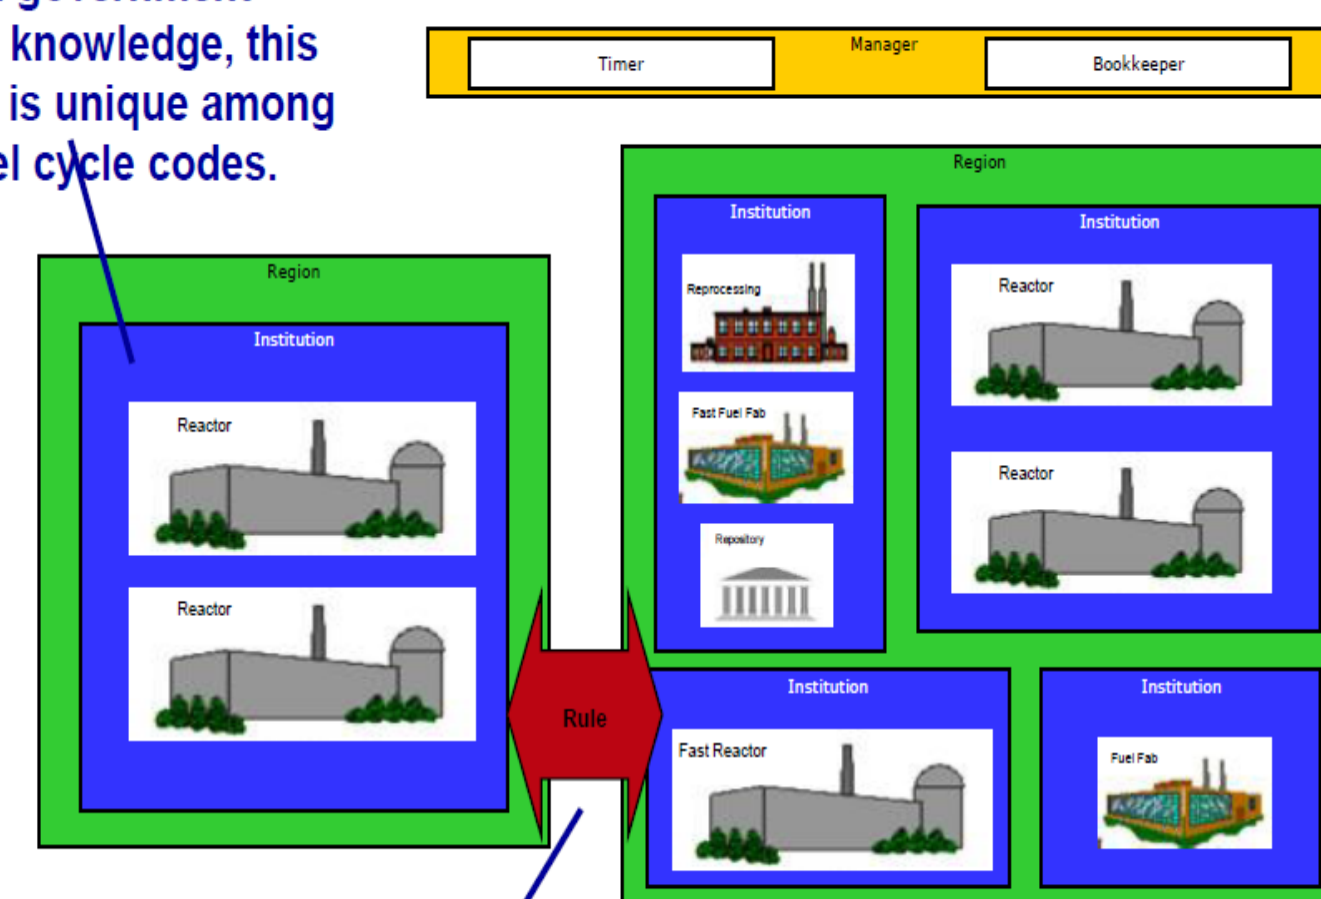 government
knowledge, this
is unique among
el cycle codes.
Manager
Timer
Bookkeeper
Region
Institution
Reactor
Reactor
Rule
Region
Institution
Reprocessing
Fast Fuel Fab
Repository
Institution
Reactor
Reactor
Institution
Fast Reactor
Institution
Fuel Fab